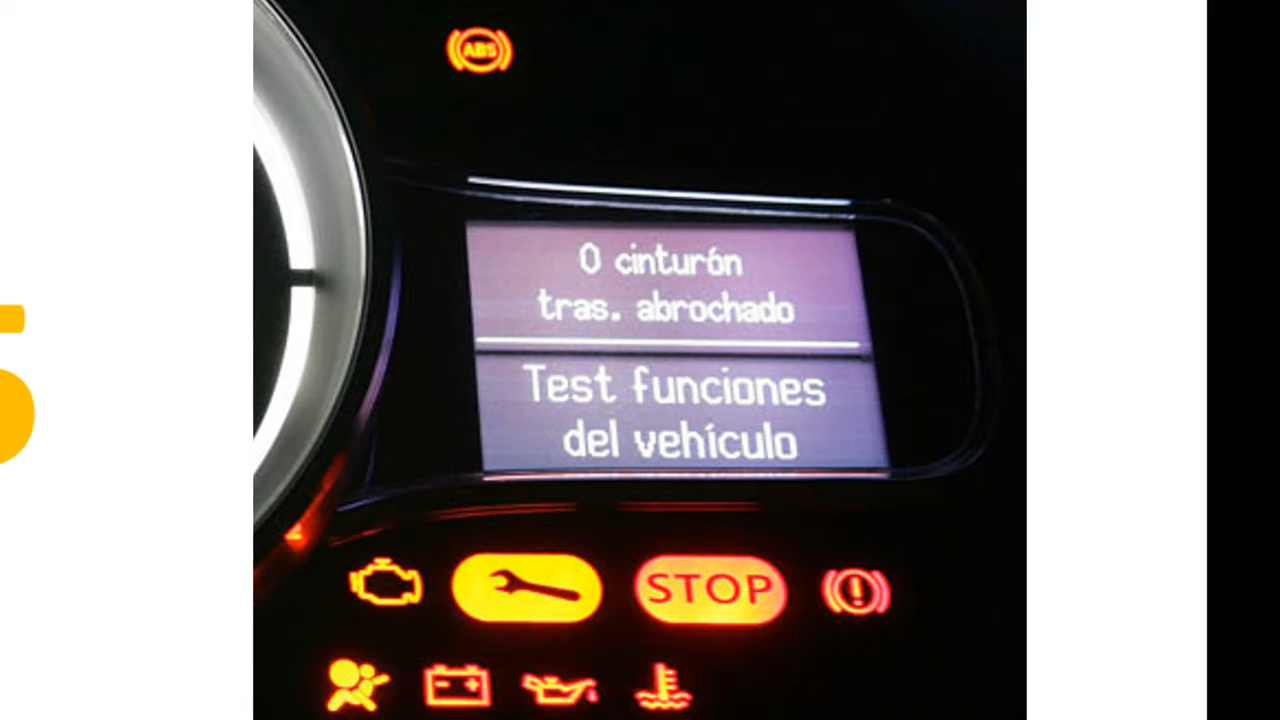 ABS
0 cinturón
tras. abrochado
Test funciones
del vehículo
STOP